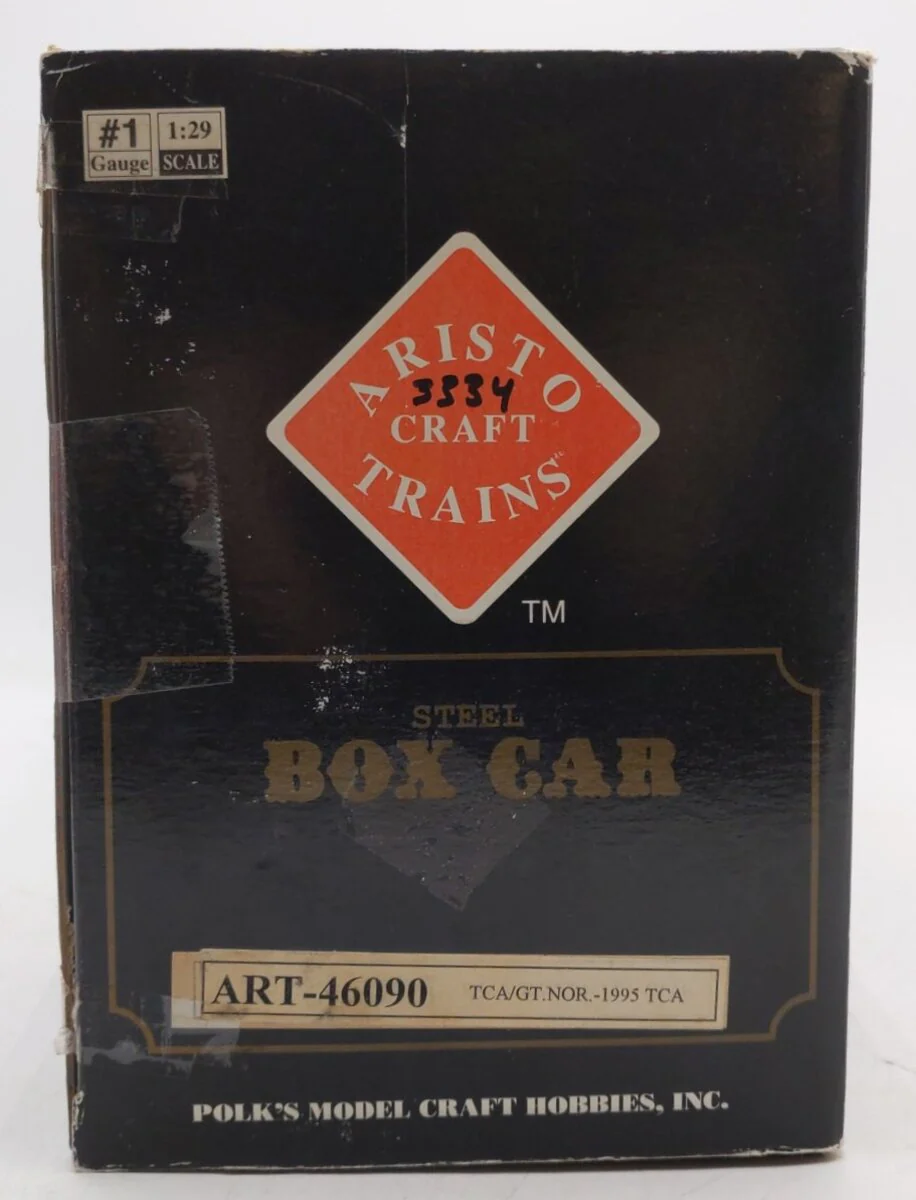 #1 1:29
Gauge SCALE
ARISTO
3334
CRAFT
TRAINS
TM
STEEL
BOX CAR
ART-46090 TCA/GT.NOR.-1995 TCA
POLK'S MODEL CRAFT HOBBIES, INC.